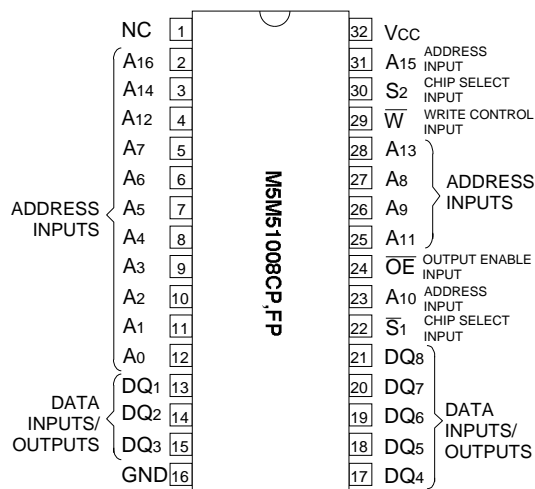 NC 1
A16 2
A14 3
A12 4
A7 5
A6 6
A5 7
A4 8
A3 9
A2 10
A1 11
A0 12
DQ1 13
DQ2 14
DQ3 15
GND 16
ADDRESS
INPUTS
DATA
INPUTS/
OUTPUTS
M5M51008CP,FP
32 VCC
31 A15 ADDRESS
INPUT
30 S2 CHIP SELECT
INPUT
29 W̅ WRITE CONTROL
INPUT
28 A13
27 A8
26 A9
25 A11
ADDRESS
INPUTS
24 O̅E̅ OUTPUT ENABLE
INPUT
23 A10 ADDRESS
INPUT
22 S̅1 CHIP SELECT
INPUT
21 DQ8
20 DQ7
19 DQ6
18 DQ5
17 DQ4
DATA
INPUTS/
OUTPUTS